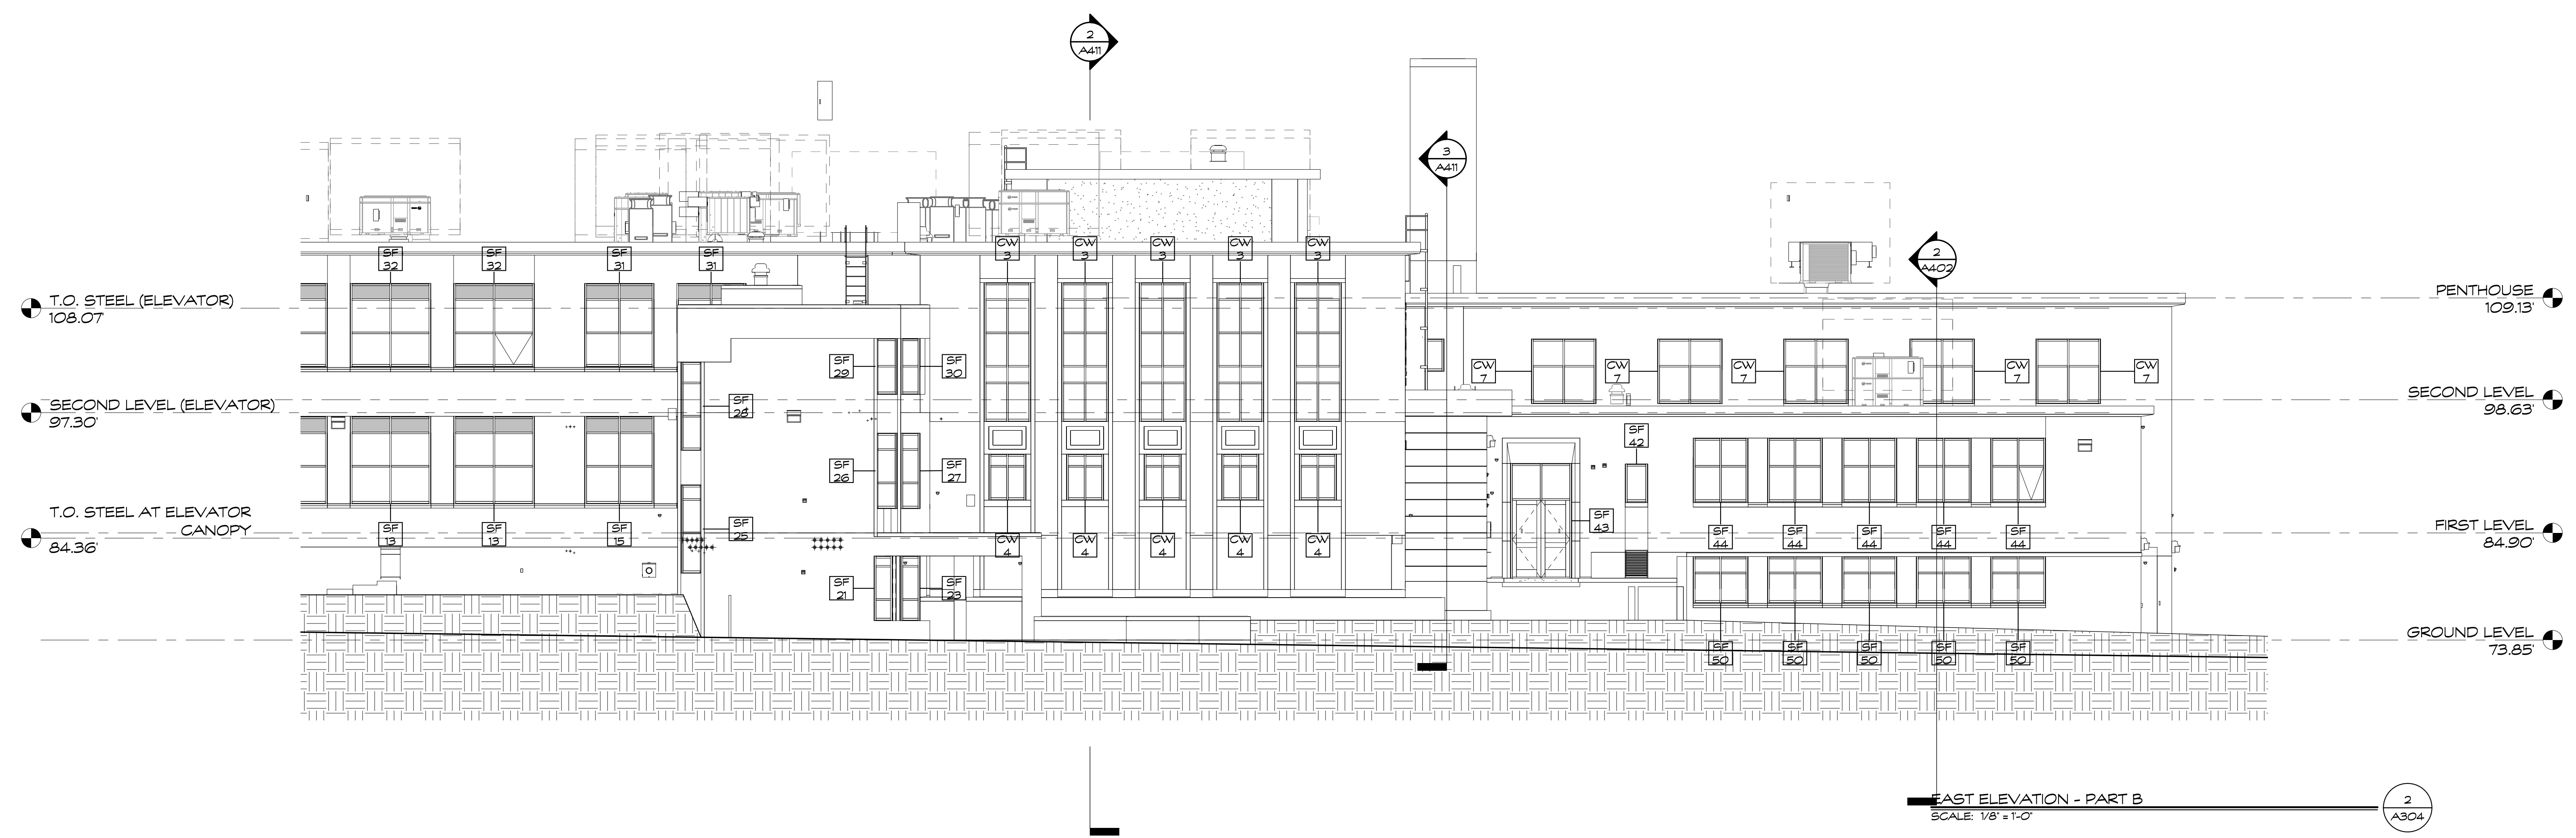 2
A411
3
A411
2
A402
SF
32
SF
32
SF
31
SF
31
CW
3
CW
3
CW
3
CW
3
CW
3
T.O. STEEL (ELEVATOR)
108.07'
PENTHOUSE
109.13'
SF
29
SF
30
CW
7
CW
7
CW
7
CW
7
CW
7
SECOND LEVEL (ELEVATOR)
97.30'
SF
28
SECOND LEVEL
98.63'
SF
42
SF
26
SF
27
T.O. STEEL AT ELEVATOR
CANOPY
84.36'
SF
13
SF
13
SF
15
SF
25
CW
4
CW
4
CW
4
CW
4
CW
4
SF
43
SF
44
SF
44
SF
44
SF
44
SF
44
FIRST LEVEL
84.90'
SF
21
SF
23
SF
50
SF
50
SF
50
SF
50
SF
50
GROUND LEVEL
73.85'
EAST ELEVATION - PART B
SCALE: 1/8" = 1'-0"
2
A304